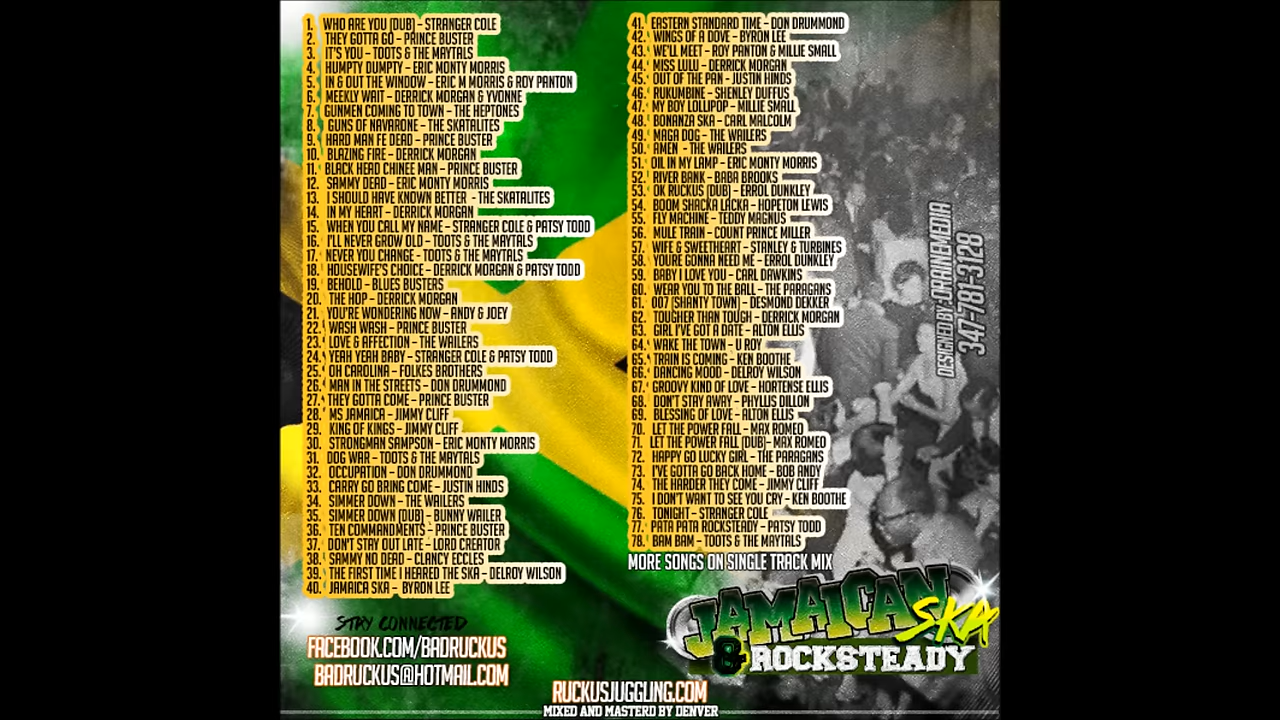 1. WHO ARE YOU (DUB) – STRANGER COLE
2. THEY GOTTA GO – PRINCE BUSTER
3. IT'S YOU – TOOTS & THE MAYTALS
4. HUMPTY DUMPTY – ERIC MONTY MORRIS
5. IN & OUT THE WINDOW – ERIC M MORRIS & ROY PANTON
6. MEEKLY WAIT – DERRICK MORGAN & YVONNE
7. GUNMEN COMING TO TOWN – THE HEPTONES
8. GUNS OF NAVARONE – THE SKATALITES
9. HARD MAN FE DEAD – PRINCE BUSTER
10. BLAZING FIRE – DERRICK MORGAN
11. BLACK HEAD CHINEE MAN – PRINCE BUSTER
12. SAMMY DEAD – ERIC MONTY MORRIS
13. I SHOULD HAVE KNOWN BETTER - THE SKATALITES
14. IN MY HEART – DERRICK MORGAN
15. WHEN YOU CALL MY NAME – STRANGER COLE & PATSY TODD
16. I'LL NEVER GROW OLD – TOOTS & THE MAYTALS
17. NEVER YOU CHANGE – TOOTS & THE MAYTALS
18. HOUSEWIFE'S CHOICE – DERRICK MORGAN & PATSY TODD
19. BEHOLD – BLUES BUSTERS
20. THE HOP – DERRICK MORGAN
21. YOU'RE WONDERING NOW – ANDY & JOEY
22. WASH WASH – PRINCE BUSTER
23. LOVE & AFFECTION – THE WAILERS
24. YEAH YEAH BABY – STRANGER COLE & PATSY TODD
25. OH CAROLINA – FOLKES BROTHERS
26. MAN IN THE STREETS – DON DRUMMOND
27. THEY GOTTA COME – PRINCE BUSTER
28. MS JAMAICA – JIMMY CLIFF
29. KING OF KINGS – JIMMY CLIFF
30. STRONGMAN SAMPSON – ERIC MONTY MORRIS
31. DOG WAR – TOOTS & THE MAYTALS
32. OCCUPATION – DON DRUMMOND
33. CARRY GO BRING COME – JUSTIN HINDS
34. SIMMER DOWN – THE WAILERS
35. SIMMER DOWN (DUB) – BUNNY WAILER
36. TEN COMMANDMENTS – PRINCE BUSTER
37. DON'T STAY OUT LATE – LORD CREATOR
38. SAMMY NO DEAD – CLANCY ECCLES
39. THE FIRST TIME I HEARED THE SKA – DELROY WILSON
40. JAMAICA SKA – BYRON LEE
STAY CONNECTED
FACEBOOK.COM/BADRUCKUS
BADRUCKUS@HOTMAIL.COM
41. EASTERN STANDARD TIME – DON DRUMMOND
42. WINGS OF A DOVE – BYRON LEE
43. WE'LL MEET – ROY PANTON & MILLIE SMALL
44. MISS LULU – DERRICK MORGAN
45. OUT OF THE PAN – JUSTIN HINDS
46. RUKUMBINE – SHENLEY DUFFUS
47. MY BOY LOLLIPOP – MILLIE SMALL
48. BONANZA SKA – CARL MALCOLM
49. MAGA DOG – THE WAILERS
50. AMEN - THE WAILERS
51. OIL IN MY LAMP – ERIC MONTY MORRIS
52. RIVER BANK – BABA BROOKS
53. OK RUCKUS (DUB) – ERROL DUNKLEY
54. BOOM SHACKA LACKA – HOPETON LEWIS
55. FLY MACHINE – TEDDY MAGNUS
56. MULE TRAIN – COUNT PRINCE MILLER
57. WIFE & SWEETHEART – STANLEY & TURBINES
58. YOURE GONNA NEED ME – ERROL DUNKLEY
59. BABY I LOVE YOU – CARL DAWKINS
60. WEAR YOU TO THE BALL – THE PARAGANS
61. 007 (SHANTY TOWN) – DESMOND DEKKER
62. TOUGHER THAN TOUGH – DERRICK MORGAN
63. GIRL I'VE GOT A DATE – ALTON ELLIS
64. WAKE THE TOWN – U ROY
65. TRAIN IS COMING – KEN BOOTHE
66. DANCING MOOD – DELROY WILSON
67. GROOVY KIND OF LOVE – HORTENSE ELLIS
68. DON'T STAY AWAY – PHYLLIS DILLON
69. BLESSING OF LOVE – ALTON ELLIS
70. LET THE POWER FALL – MAX ROMEO
71. LET THE POWER FALL (DUB)– MAX ROMEO
72. HAPPY GO LUCKY GIRL – THE PARAGANS
73. I'VE GOTTA GO BACK HOME – BOB ANDY
74. THE HARDER THEY COME – JIMMY CLIFF
75. I DON'T WANT TO SEE YOU CRY – KEN BOOTHE
76. TONIGHT – STRANGER COLE
77. PATA PATA ROCKSTEADY – PATSY TODD
78. BAM BAM – TOOTS & THE MAYTALS
MORE SONGS ON SINGLE TRACK MIX
DESIGNED BY: DATAINEMEDIA
347-781-3128
JAMAICAN SKA
& ROCKSTEADY
RUCKUSJUGGLING.COM
MIXED AND MASTERD BY DENVER